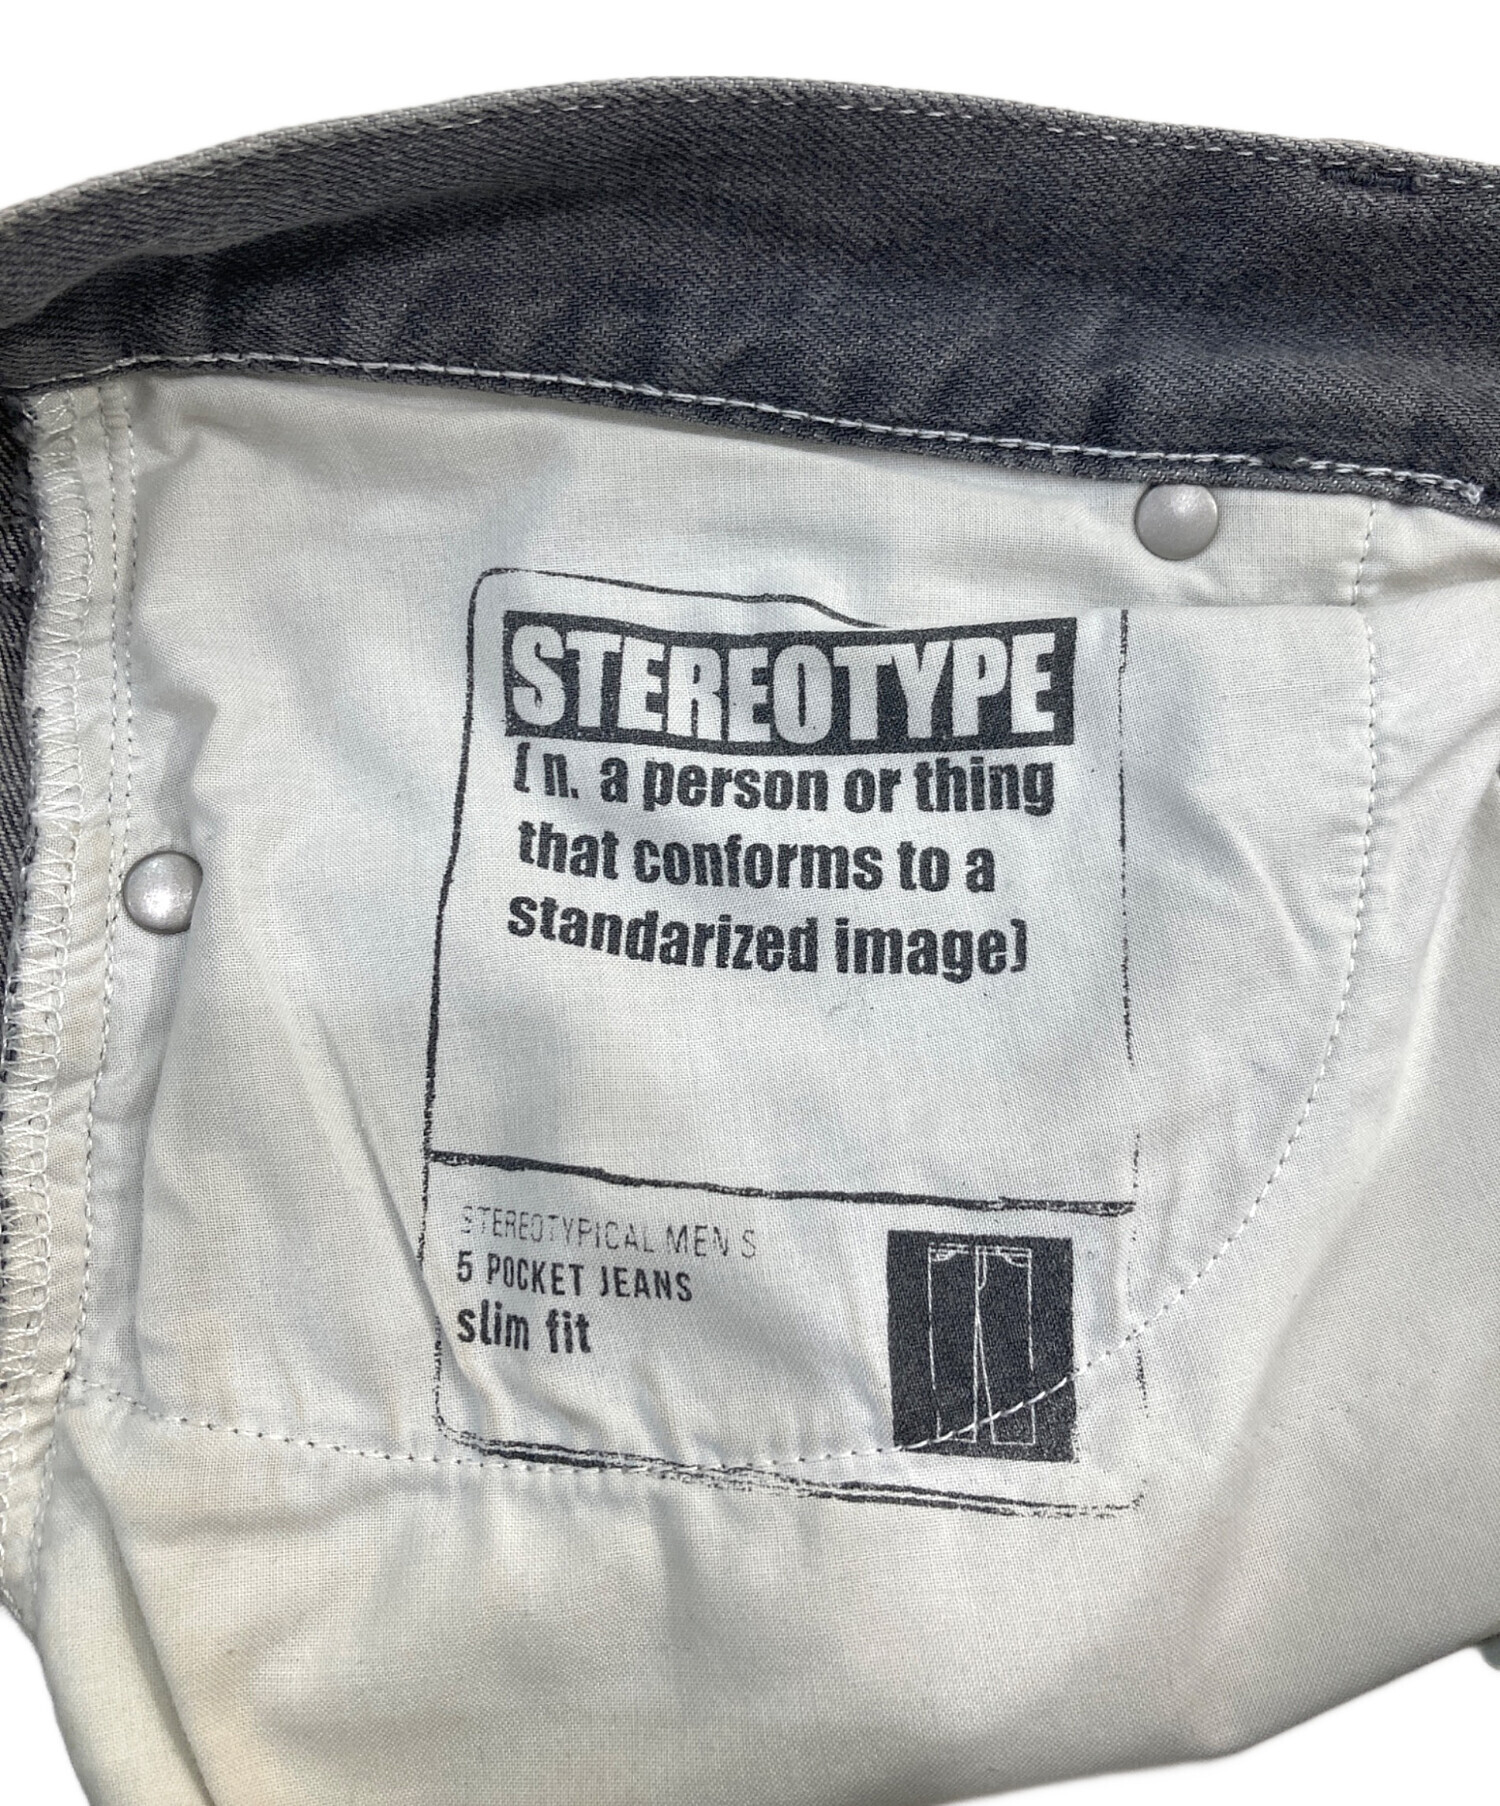 STEREOTYPE
[ n. a person or thing
that conforms to a
standarized image]
STEREOTYPICAL MEN S
5 POCKET JEANS
slim fit